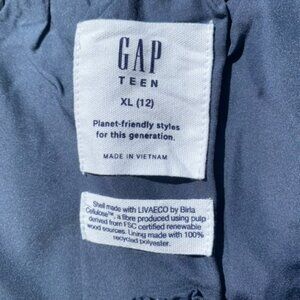 GAP
TEEN
XL (12)
Planet-friendly styles
for this generation.
MADE IN VIETNAM
Shell made with LIVAECO by Birla
Cellulose™, a fibre produced using pulp
derived from FSC certified renewable
wood sources. Lining made with 100%
recycled polyester.